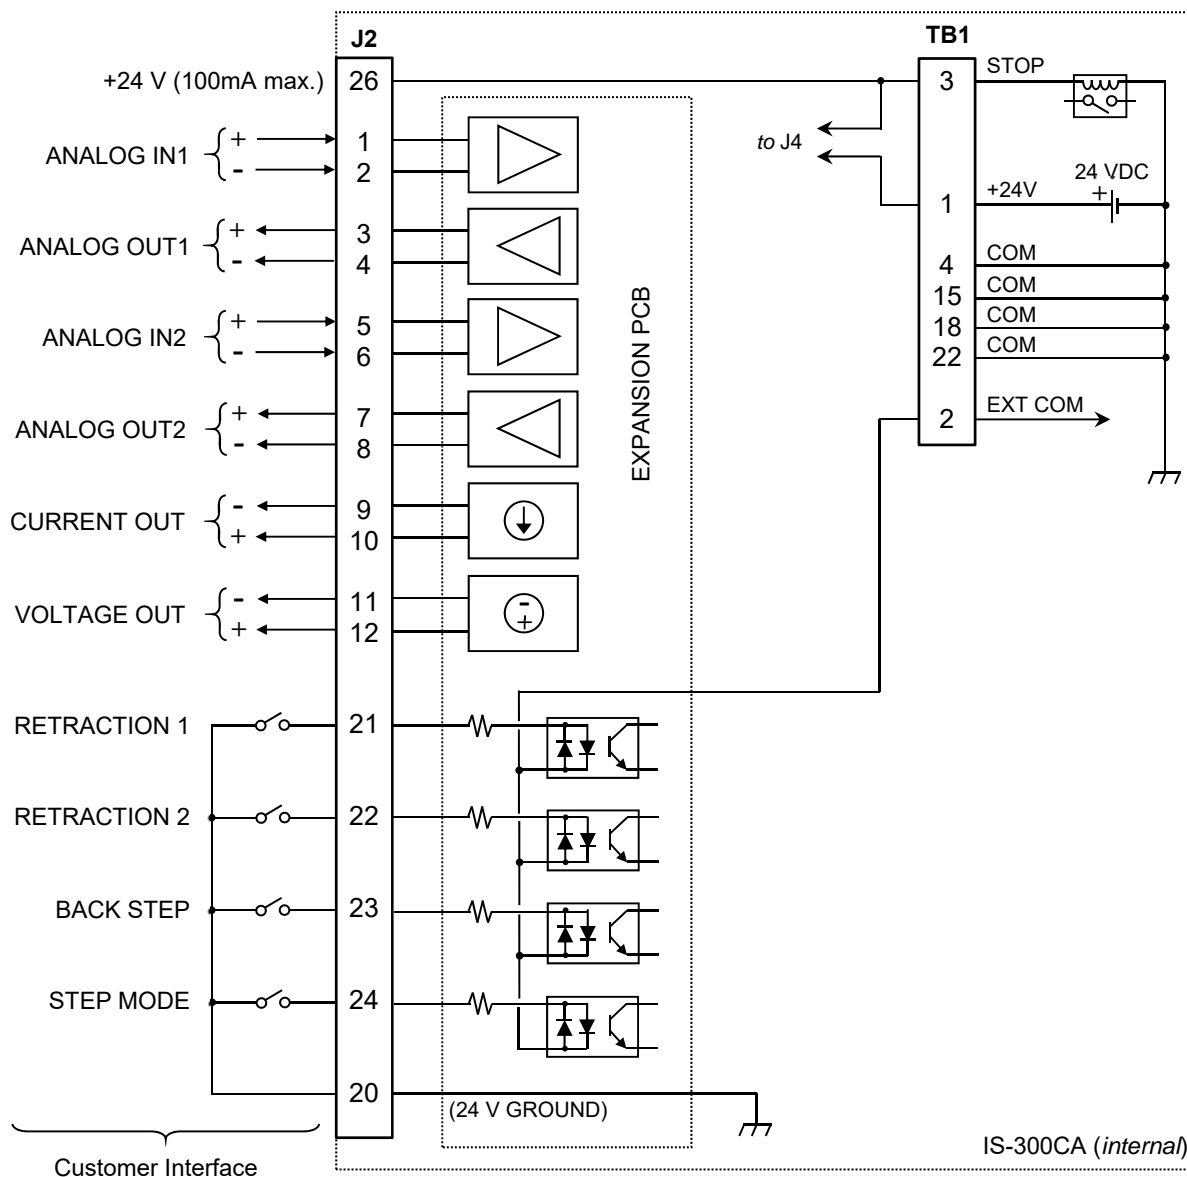 J2
TB1
+24 V (100mA max.)
26
3
STOP
ANALOG IN1
+
-
1
2
to J4
1
+24V
24 VDC
+
ANALOG OUT1
+
-
3
4
4
COM
15
COM
18
COM
22
COM
2
EXT COM
ANALOG IN2
+
-
5
6
EXPANSION PCB
ANALOG OUT2
+
-
7
8
CURRENT OUT
-
+
9
10
VOLTAGE OUT
-
+
11
12
-
+
RETRACTION 1
21
RETRACTION 2
22
BACK STEP
23
STEP MODE
24
20
(24 V GROUND)
Customer Interface
IS-300CA (internal)